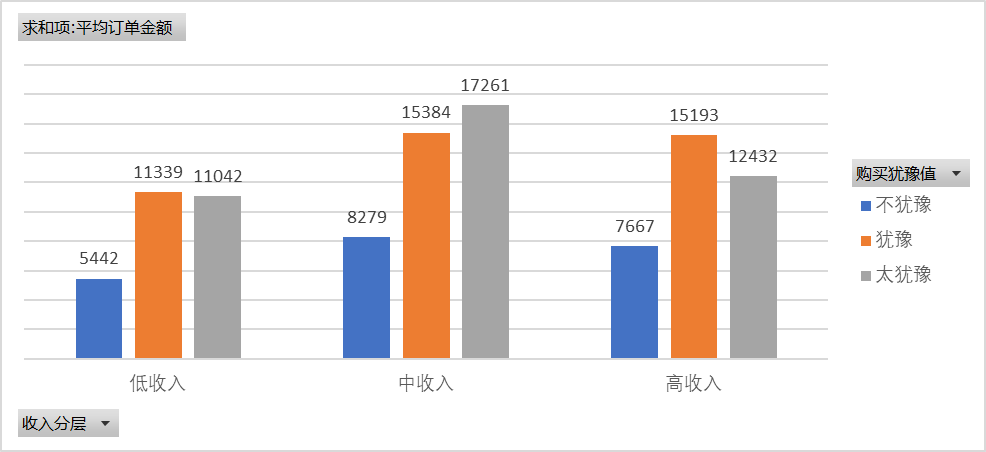 求和项:平均订单金额
17261
15384
15193
12432
11339
11042
8279
7667
5442
购买犹豫值
不犹豫
犹豫
太犹豫
低收入
中收入
高收入
收入分层